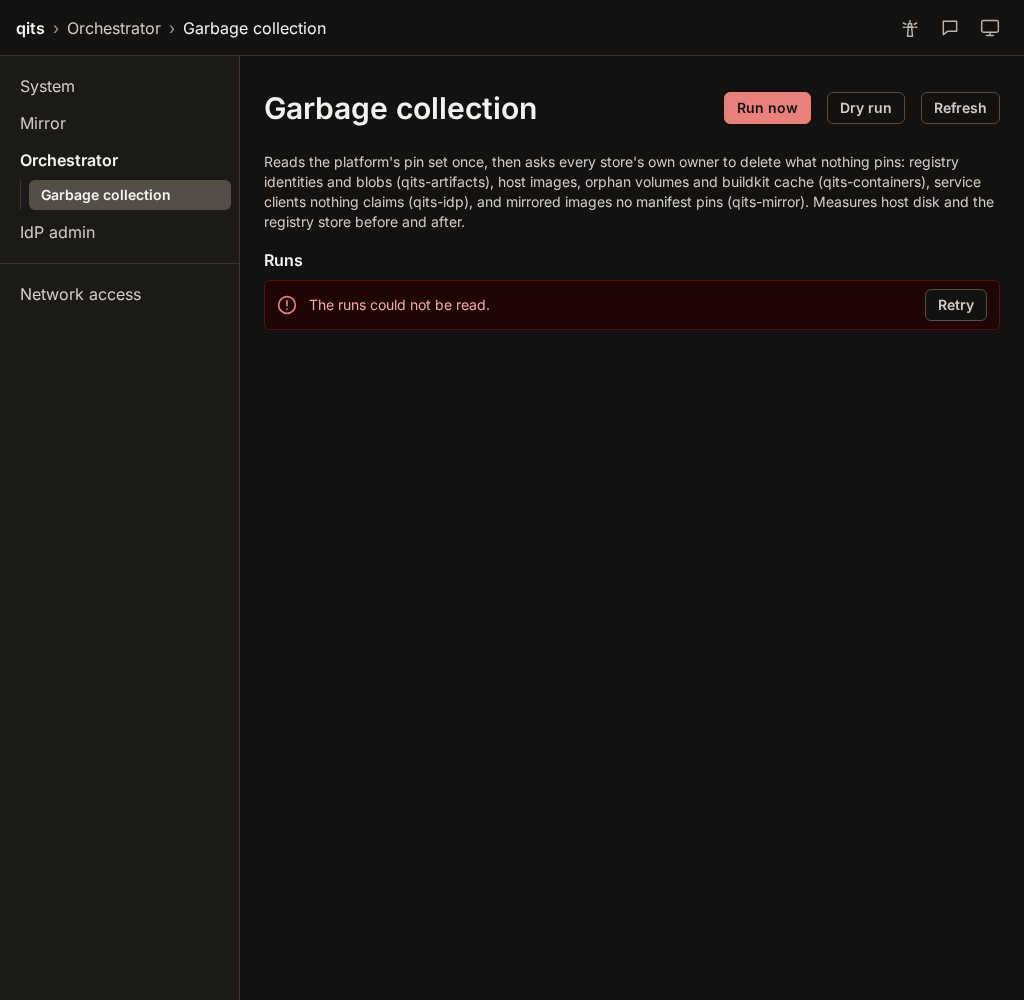 qits › Orchestrator › Garbage collection
System
Mirror
Orchestrator
Garbage collection
IdP admin
Network access
Garbage collection
Run now
Dry run
Refresh
Reads the platform's pin set once, then asks every store's own owner to delete what nothing pins: registry
identities and blobs (qits-artifacts), host images, orphan volumes and buildkit cache (qits-containers), service
clients nothing claims (qits-idp), and mirrored images no manifest pins (qits-mirror). Measures host disk and the
registry store before and after.
Runs
The runs could not be read.
Retry